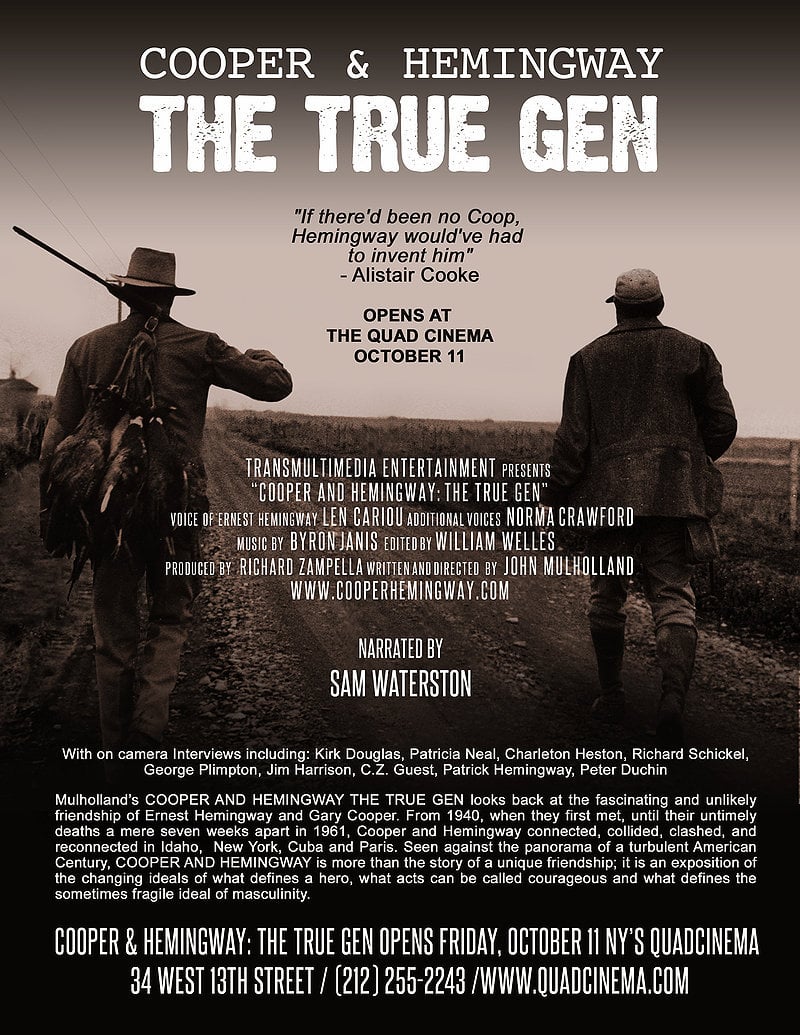 COOPER & HEMINGWAY
THE TRUE GEN
"If there'd been no Coop,
Hemingway would've had
to invent him"
- Alistair Cooke
OPENS AT
THE QUAD CINEMA
OCTOBER 11
TRANSMULTIMEDIA ENTERTAINMENT PRESENTS
"COOPER AND HEMINGWAY: THE TRUE GEN"
VOICE OF ERNEST HEMINGWAY LEN CARIOU ADDITIONAL VOICES NORMA CRAWFORD
MUSIC BY BYRON JANIS EDITED BY WILLIAM WELLES
PRODUCED BY RICHARD ZAMPELLA WRITTEN AND DIRECTED BY JOHN MULHOLLAND
WWW.COOPERHEMINGWAY.COM
NARRATED BY
SAM WATERSTON
With on camera Interviews including: Kirk Douglas, Patricia Neal, Charleton Heston, Richard Schickel,
George Plimpton, Jim Harrison, C.Z. Guest, Patrick Hemingway, Peter Duchin
Mulholland's COOPER AND HEMINGWAY THE TRUE GEN looks back at the fascinating and unlikely
friendship of Ernest Hemingway and Gary Cooper. From 1940, when they first met, until their untimely
deaths a mere seven weeks apart in 1961, Cooper and Hemingway connected, collided, clashed, and
reconnected in Idaho, New York, Cuba and Paris. Seen against the panorama of a turbulent American
Century, COOPER AND HEMINGWAY is more than the story of a unique friendship; it is an exposition of
the changing ideals of what defines a hero, what acts can be called courageous and what defines the
sometimes fragile ideal of masculinity.
COOPER & HEMINGWAY: THE TRUE GEN OPENS FRIDAY, OCTOBER 11 NY'S QUADCINEMA
34 WEST 13TH STREET / (212) 255-2243 /WWW.QUADCINEMA.COM